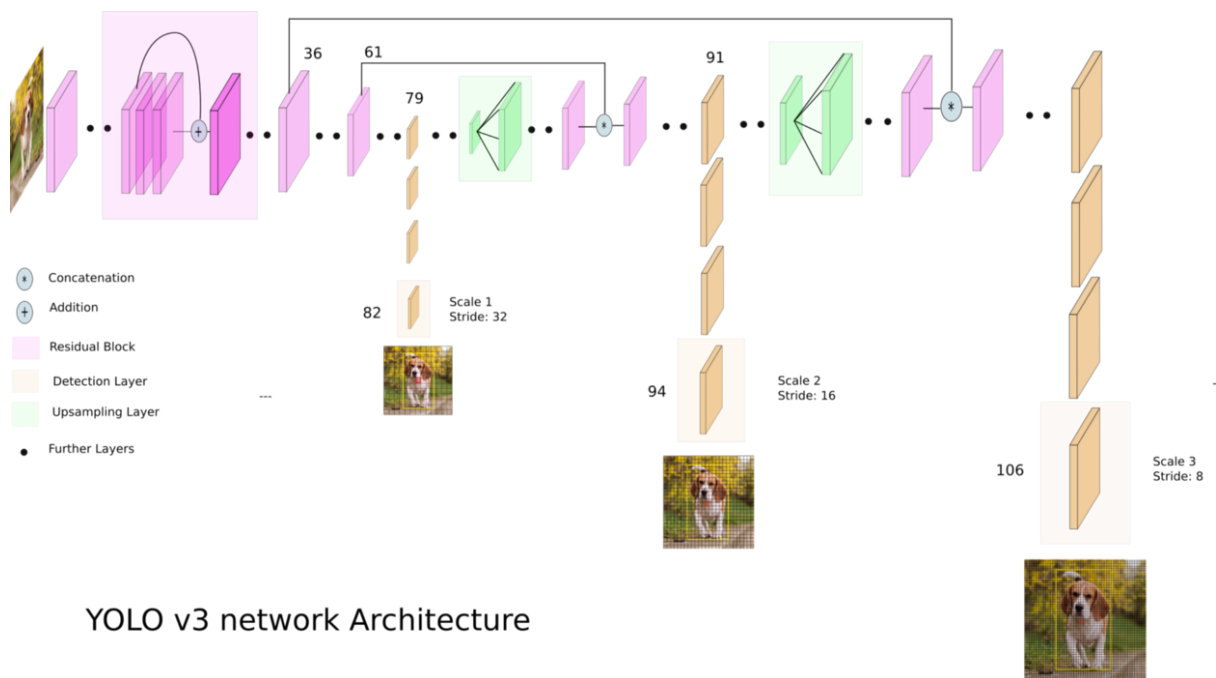 36
61
91
79
*
+
*
*
Concatenation
+
Addition
Residual Block
Detection Layer
Upsampling Layer
Further Layers
---
82
Scale 1
Stride: 32
94
Scale 2
Stride: 16
106
Scale 3
Stride: 8
YOLO v3 network Architecture